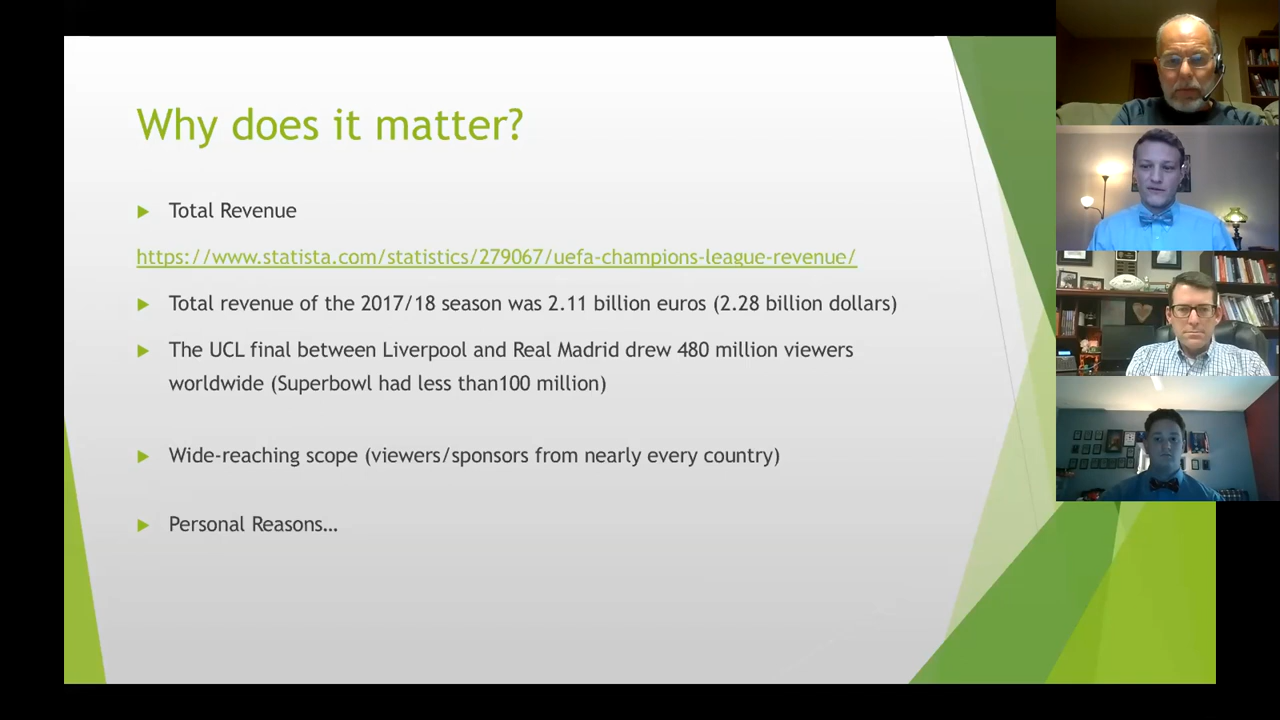 Why does it matter?
Total Revenue
https://www.statista.com/statistics/279067/uefa-champions-league-revenue/
Total revenue of the 2017/18 season was 2.11 billion euros (2.28 billion dollars)
The UCL final between Liverpool and Real Madrid drew 480 million viewers
worldwide (Superbowl had less than100 million)
Wide-reaching scope (viewers/sponsors from nearly every country)
Personal Reasons…